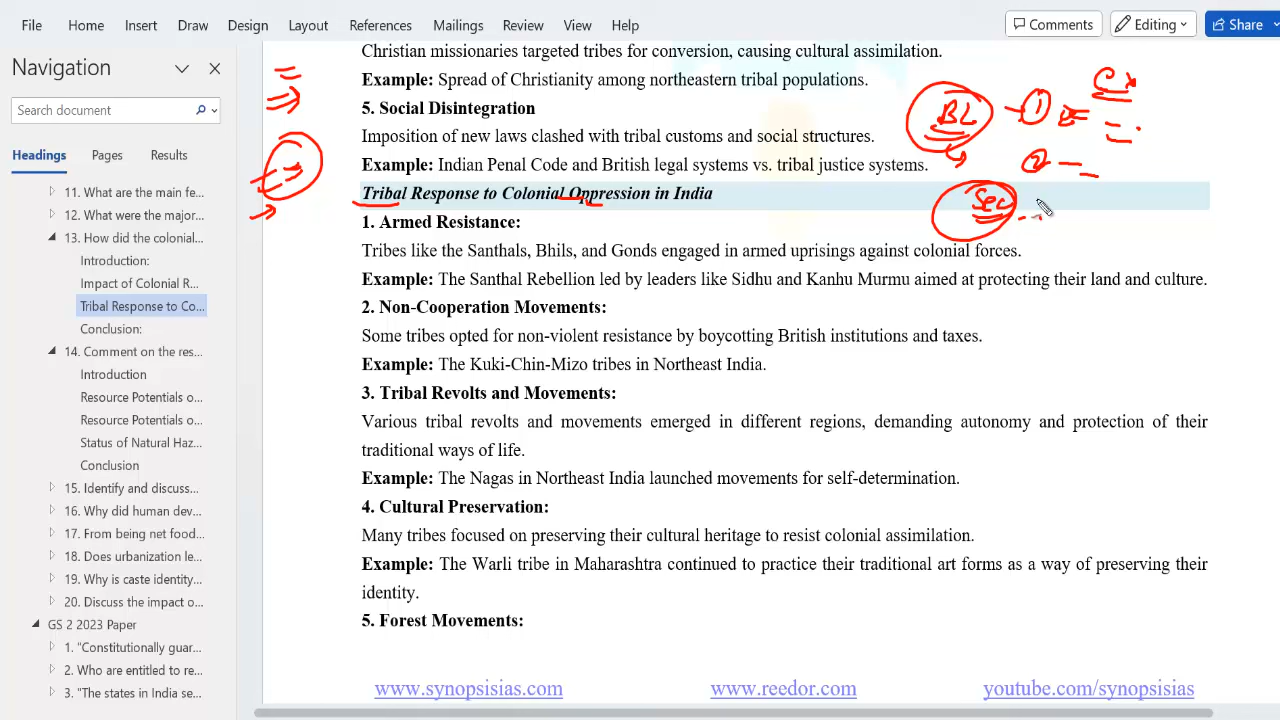 File Home Insert Draw Design Layout References Mailings Review View Help Comments Editing Share
Navigation
Search document
Headings Pages Results
11. What are the main fe
12. What were the major...
13. How did the colonial...
Introduction:
Impact of Colonial R...
Tribal Response to Co...
Conclusion:
14. Comment on the res...
Introduction
Resource Potentials o...
Resource Potentials o...
Status of Natural Haz...
Conclusion
15. Identify and discuss...
16. Why did human dev...
17. From being net food...
18. Does urbanization le...
19. Why is caste identity...
20. Discuss the impact o...
GS 2 2023 Paper
1. "Constitutionally guar...
2. Who are entitled to re...
3. "The states in India se...
Christian missionaries targeted tribes for conversion, causing cultural assimilation.
Example: Spread of Christianity among northeastern tribal populations.
5. Social Disintegration
Imposition of new laws clashed with tribal customs and social structures.
Example: Indian Penal Code and British legal systems vs. tribal justice systems.
Tribal Response to Colonial Oppression in India
1. Armed Resistance:
Tribes like the Santhals, Bhils, and Gonds engaged in armed uprisings against colonial forces.
Example: The Santhal Rebellion led by leaders like Sidhu and Kanhu Murmu aimed at protecting their land and culture.
2. Non-Cooperation Movements:
Some tribes opted for non-violent resistance by boycotting British institutions and taxes.
Example: The Kuki-Chin-Mizo tribes in Northeast India.
3. Tribal Revolts and Movements:
Various tribal revolts and movements emerged in different regions, demanding autonomy and protection of their
traditional ways of life.
Example: The Nagas in Northeast India launched movements for self-determination.
4. Cultural Preservation:
Many tribes focused on preserving their cultural heritage to resist colonial assimilation.
Example: The Warli tribe in Maharashtra continued to practice their traditional art forms as a way of preserving their
identity.
5. Forest Movements:
www.synopsisias.com www.reedor.com youtube.com/synopsisias
BL
1
2